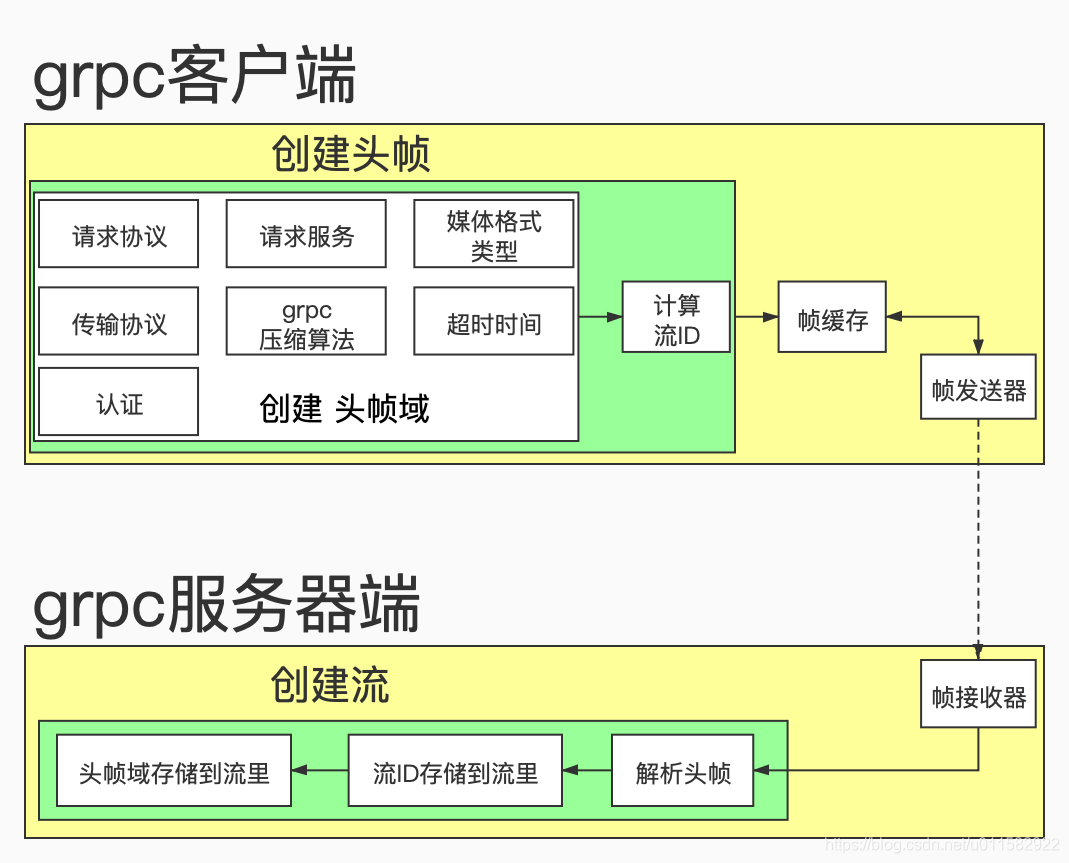 grpc客户端
创建头帧
请求协议
请求服务
媒体格式
类型
传输协议
grpc
压缩算法
超时时间
认证
创建 头帧域
计算
流ID
帧缓存
帧发送器
grpc服务器端
创建流
帧接收器
头帧域存储到流里
流ID存储到流里
解析头帧
https://blog.csdn.net/u011582922